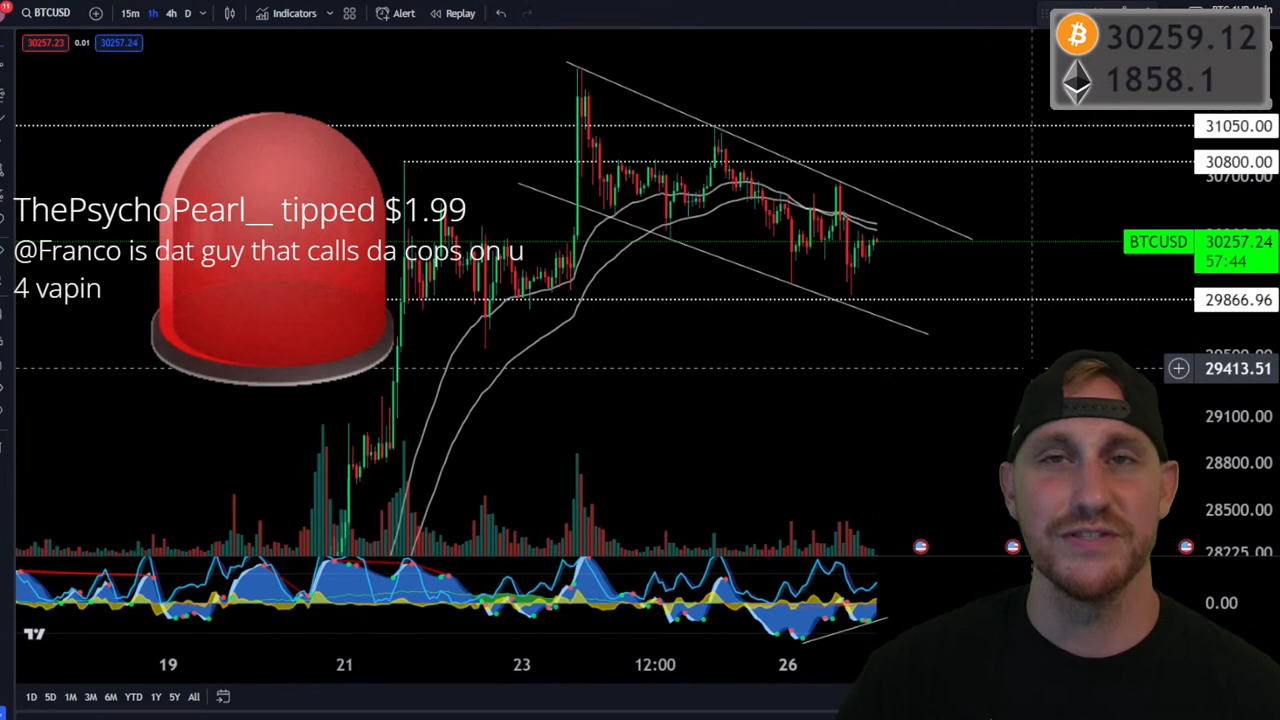 11
BTCUSD
15m 1h 4h D
Indicators
Alert
Replay
30257.23 0.01 30257.24
30259.12
1858.1
31050.00
30800.00
30700.00
ThePsychoPearl__ tipped $1.99
@Franco is dat guy that calls da cops on u
4 vapin
BTCUSD 30257.24
57:44
29866.96
29413.51
29100.00
28800.00
28500.00
28225.00
0.00
19 21 23 12:00 26
1D 5D 1M 3M 6M YTD 1Y 5Y All